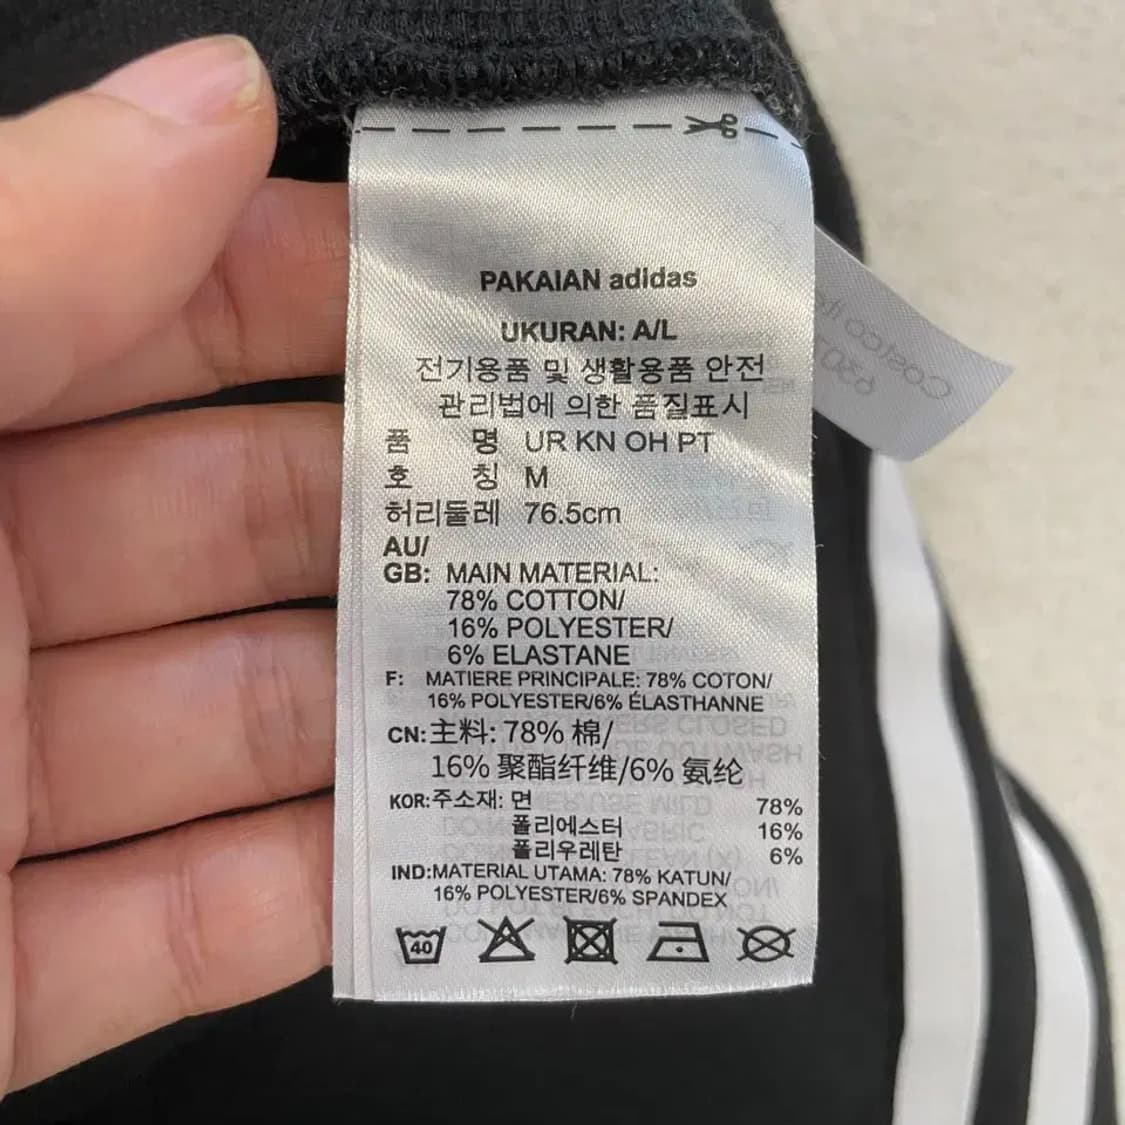 PAKAIAN adidas
UKURAN: A/L
전기용품 및 생활용품 안전
관리법에 의한 품질표시
품 명 UR KN OH PT
호 칭 M
허리둘레 76.5cm
AU/
GB: MAIN MATERIAL:
78% COTTON/
16% POLYESTER/
6% ELASTANE
F: MATIERE PRINCIPALE: 78% COTON/
16% POLYESTER/6% ÉLASTHANNE
CN:主料: 78% 棉/
16% 聚酯纤维/6% 氨纶
KOR:주소재: 면 78%
폴리에스터 16%
폴리우레탄 6%
IND:MATERIAL UTAMA: 78% KATUN/
16% POLYESTER/6% SPANDEX
40
Costco